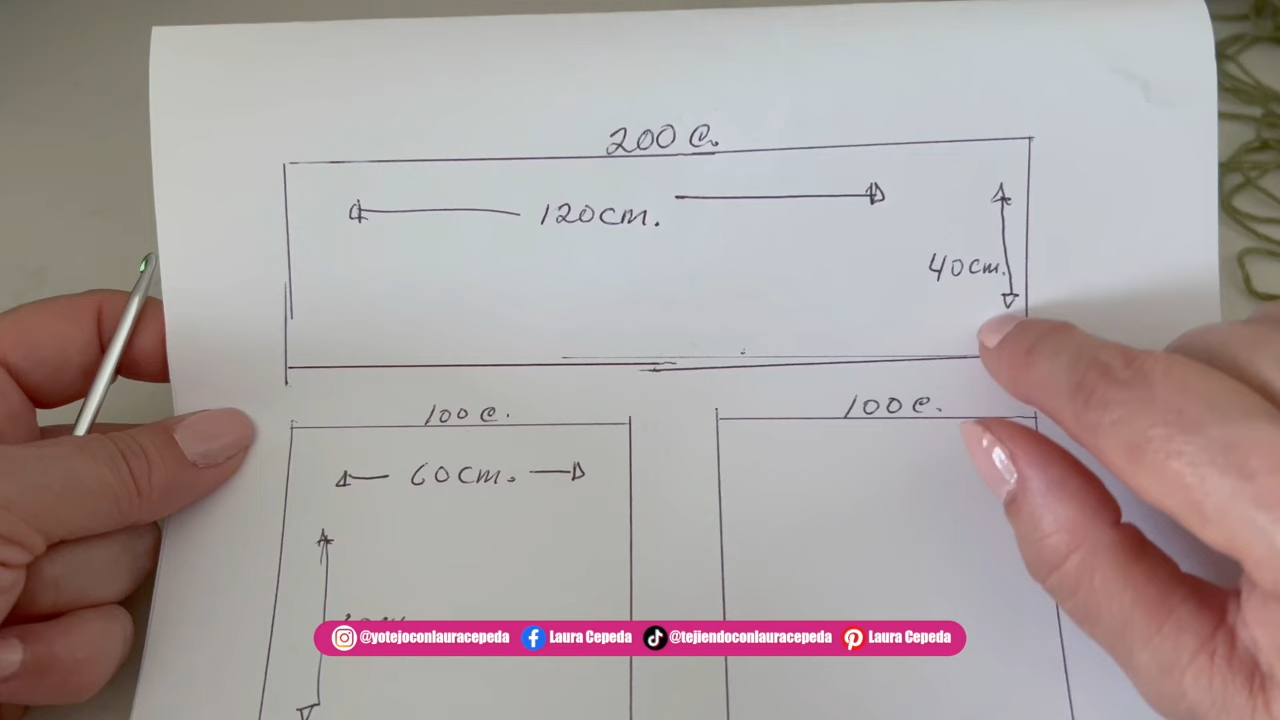 200 C.
120cm.
40cm.
100 C.
100 C.
60cm.
@yotejoconlauracepeda Laura Cepeda @tejiendoconlauracepeda Laura Cepeda